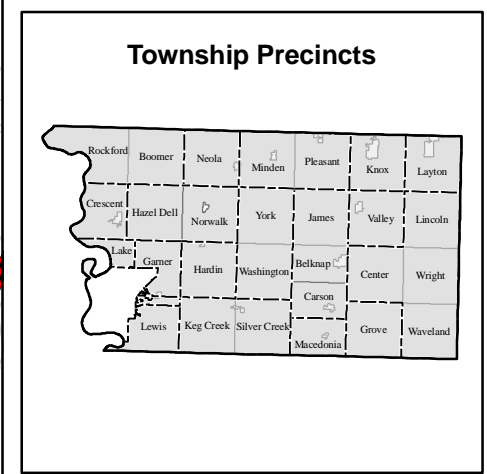 Township Precincts
Rockford Boomer Neola Minden Pleasant Knox Layton
Crescent Hazel Dell Norwalk York James Valley Lincoln
Lake Garner Hardin Washington Belknap Center Wright
Carson
Lewis Keg Creek Silver Creek Macedonia Grove Waveland